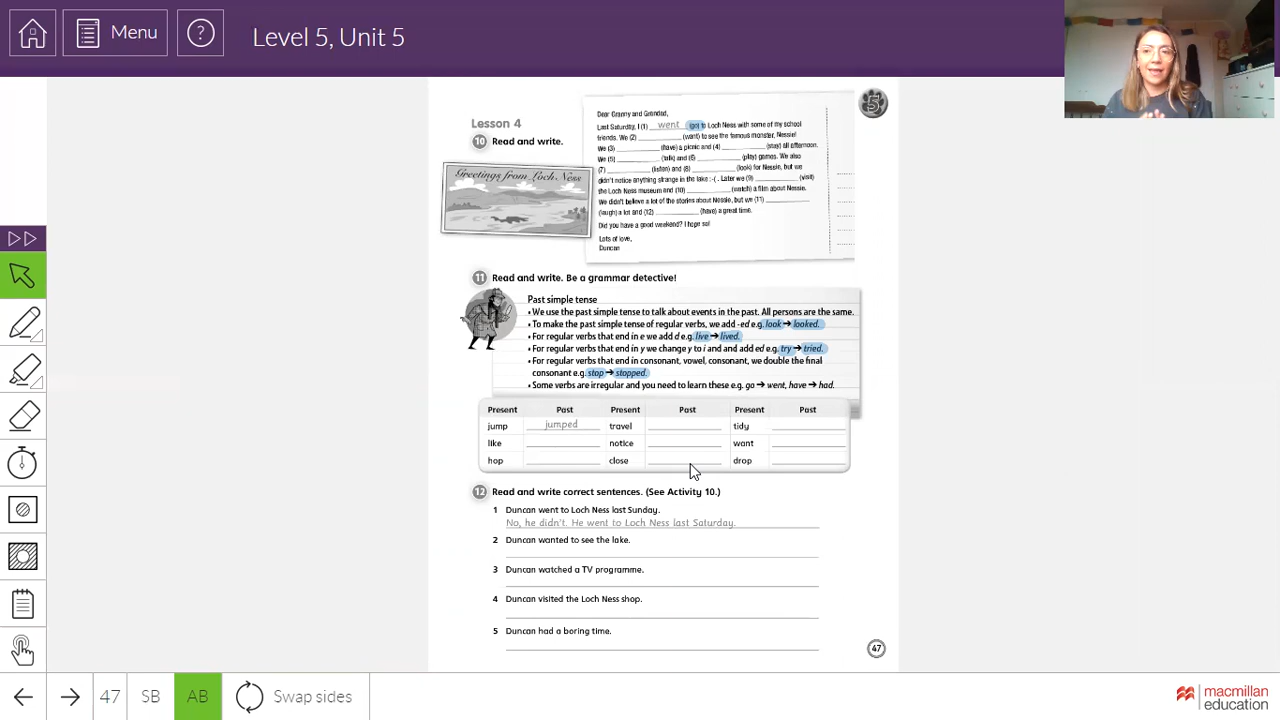 Menu
?
Level 5, Unit 5
5
Lesson 4
10 Read and write.
Greetings from Loch Ness
Dear Granny and Grandad,
Last Saturday, I (1) went (go) to Loch Ness with some of my school
friends. We (2) __________ (want) to see the famous monster, Nessie!
We (3) __________ (have) a picnic and (4) __________ (stay) all afternoon.
We (5) __________ (talk) and (6) __________ (play) games. We also
(7) __________ (listen) and (8) __________ (look) for Nessie, but we
didn't notice anything strange in the lake :-( . Later we (9) __________ (visit)
the Loch Ness museum and (10) __________ (watch) a film about Nessie.
We didn't believe a lot of the stories about Nessie, but we (11) __________
(laugh) a lot and (12) __________ (have) a great time.
Did you have a good weekend? I hope so!
Lots of love,
Duncan
11 Read and write. Be a grammar detective!
Past simple tense
• We use the past simple tense to talk about events in the past. All persons are the same.
• To make the past simple tense of regular verbs, we add -ed e.g. look → looked.
• For regular verbs that end in e we add d e.g. live → lived.
• For regular verbs that end in y we change y to i and and add ed e.g. try → tried.
• For regular verbs that end in consonant, vowel, consonant, we double the final
consonant e.g. stop → stopped.
• Some verbs are irregular and you need to learn these e.g. go → went, have → had.
Present Past Present Past Present Past
jump jumped travel tidy
like notice want
hop close drop
12 Read and write correct sentences. (See Activity 10.)
1 Duncan went to Loch Ness last Sunday.
No, he didn't. He went to Loch Ness last Saturday.
2 Duncan wanted to see the lake.
3 Duncan watched a TV programme.
4 Duncan visited the Loch Ness shop.
5 Duncan had a boring time.
47
47 SB AB Swap sides
macmillan
education